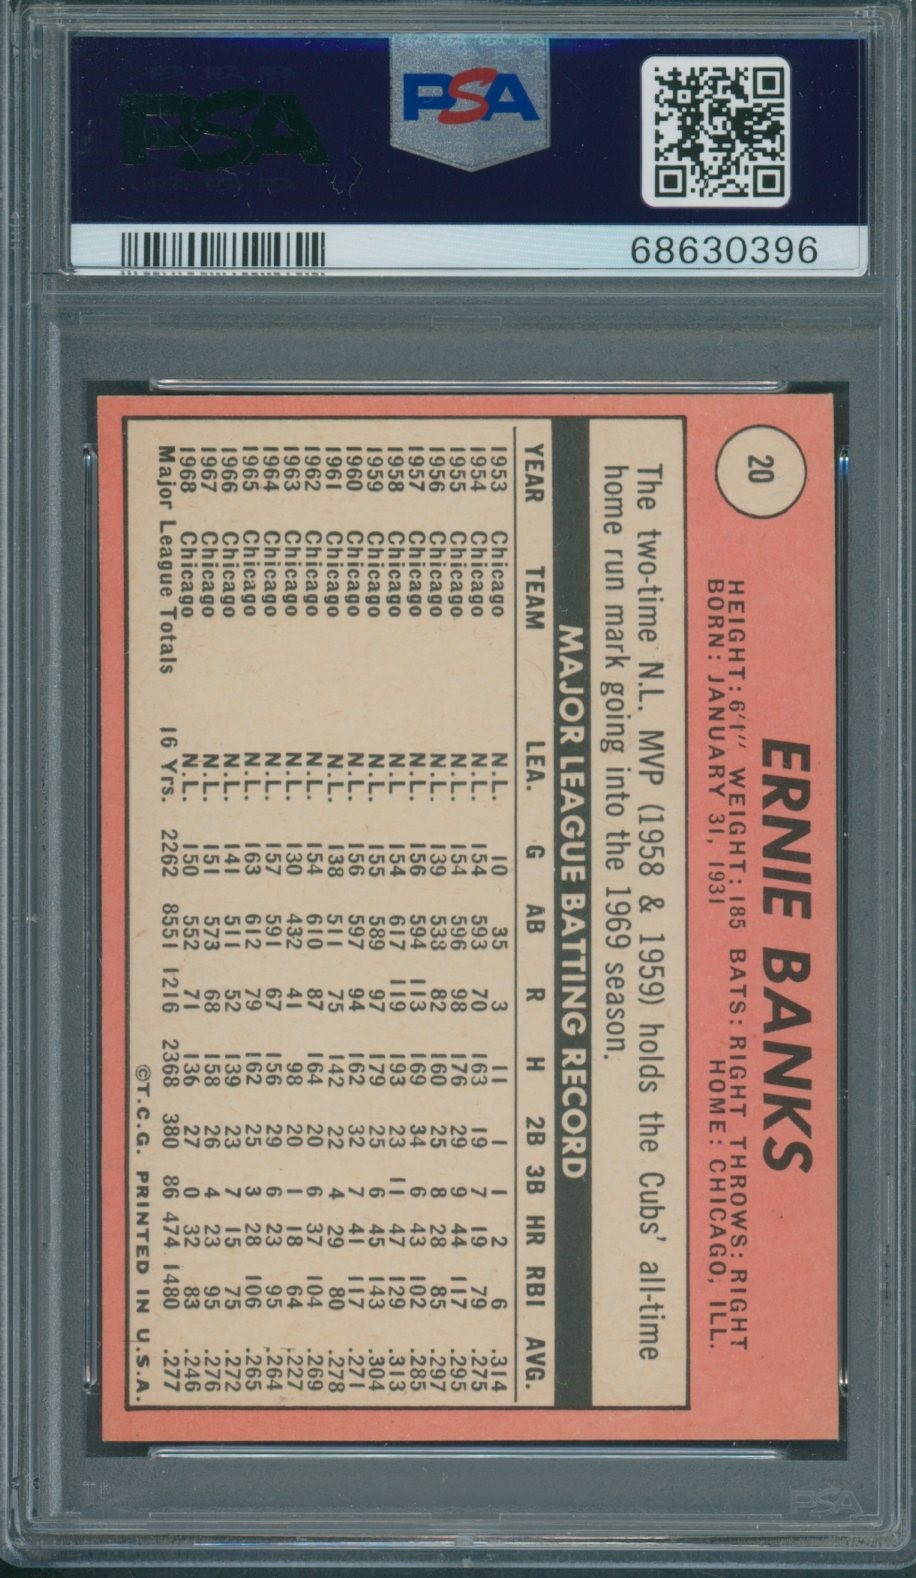 PSA
PSA
68630396
20
ERNIE BANKS
HEIGHT: 6'1" WEIGHT: 185 BATS: RIGHT THROWS: RIGHT
BORN: JANUARY 31, 1931 HOME: CHICAGO, ILL.
The two-time N.L. MVP (1958 & 1959) holds the Cubs' all-time
home run mark going into the 1969 season.
MAJOR LEAGUE BATTING RECORD
YEAR TEAM LEA. G AB R H 2B 3B HR RBI AVG.
1953 Chicago N.L. 10 35 3 11 1 1 2 6 .314
1954 Chicago N.L. 154 593 70 163 19 7 19 79 .275
1955 Chicago N.L. 154 596 98 176 29 9 44 117 .295
1956 Chicago N.L. 139 538 82 160 25 8 28 85 .297
1957 Chicago N.L. 156 594 113 169 34 6 43 102 .285
1958 Chicago N.L. 154 617 119 193 23 11 47 129 .313
1959 Chicago N.L. 155 589 97 179 25 6 45 143 .304
1960 Chicago N.L. 156 597 94 162 32 7 41 117 .271
1961 Chicago N.L. 138 511 75 142 22 4 29 80 .278
1962 Chicago N.L. 154 610 87 164 20 6 37 104 .269
1963 Chicago N.L. 130 432 41 98 20 1 18 64 .227
1964 Chicago N.L. 157 591 67 156 29 6 23 95 .264
1965 Chicago N.L. 163 612 79 162 25 3 28 106 .265
1966 Chicago N.L. 141 511 52 139 23 7 15 75 .272
1967 Chicago N.L. 151 573 68 158 26 4 23 95 .276
1968 Chicago N.L. 150 552 71 136 27 0 32 83 .246
Major League Totals 16 Yrs. 2262 8551 1216 2368 380 86 474 1480 .277
©T.C.G. PRINTED IN U.S.A.
PSA